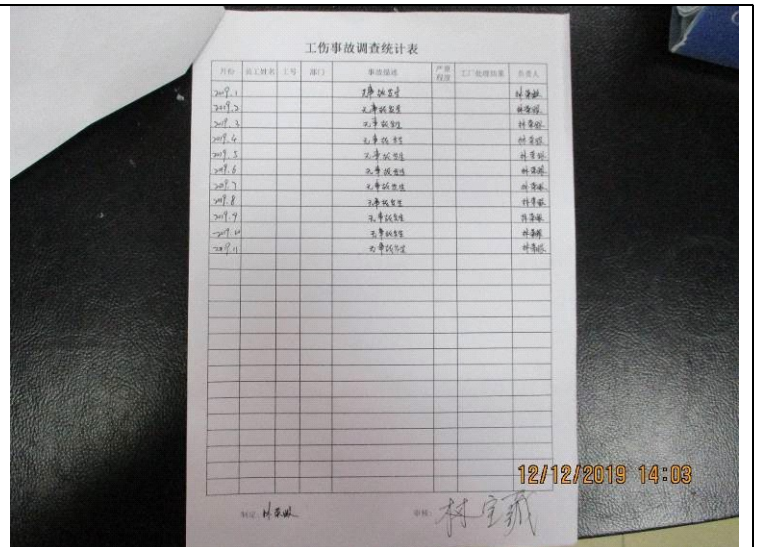 工伤事故调查统计表
月份 员工姓名 工号 部门 事故描述 严重程度 工厂处理结果 负责人
2019.1 无事故发生
2019.2 无事故发生
2019.3 无事故发生
2019.4 无事故发生
2019.5 无事故发生
2019.6 无事故发生
2019.7 无事故发生
2019.8 无事故发生
2019.9 无事故发生
2019.10 无事故发生
2019.11 无事故发生
12/12/2019 14:03
审核: